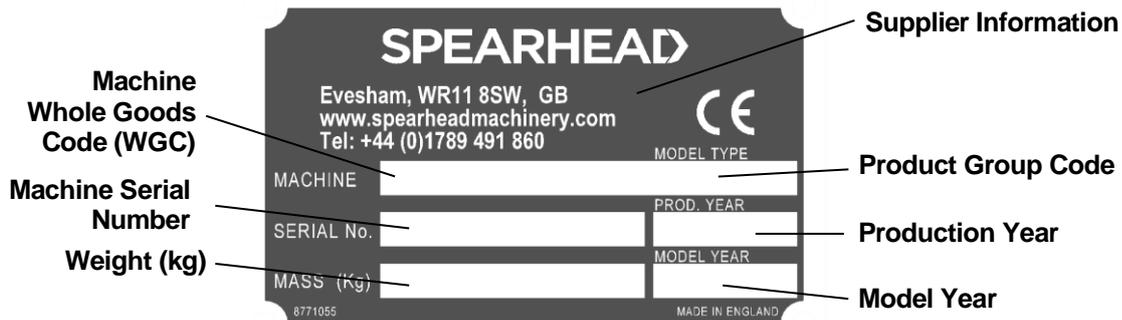 SPEARHEAD
Evesham, WR11 8SW, GB
www.spearheadmachinery.com
Tel: +44 (0)1789 491 860
CE
MODEL TYPE
MACHINE
PROD. YEAR
SERIAL No.
MODEL YEAR
MASS (Kg)
8771055
MADE IN ENGLAND
Machine
Whole Goods
Code (WGC)
Machine Serial
Number
Weight (kg)
Supplier Information
Product Group Code
Production Year
Model Year